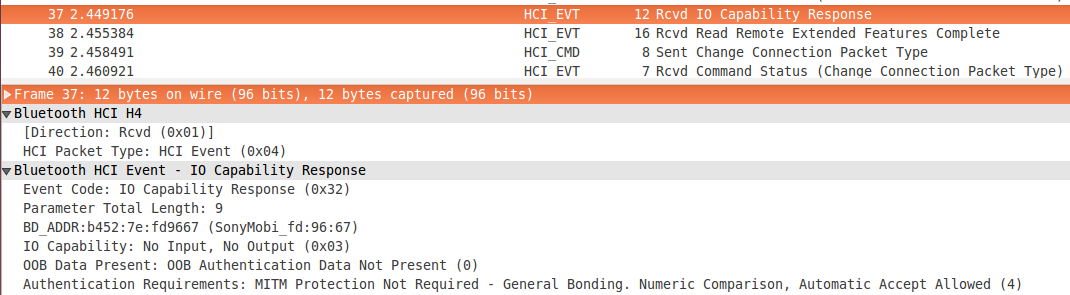 37 2.449176 HCI_EVT 12 Rcvd IO Capability Response
38 2.455384 HCI_EVT 16 Rcvd Read Remote Extended Features Complete
39 2.458491 HCI_CMD 8 Sent Change Connection Packet Type
40 2.460921 HCI_EVT 7 Rcvd Command Status (Change Connection Packet Type)
Frame 37: 12 bytes on wire (96 bits), 12 bytes captured (96 bits)
Bluetooth HCI H4
[Direction: Rcvd (0x01)]
HCI Packet Type: HCI Event (0x04)
Bluetooth HCI Event - IO Capability Response
Event Code: IO Capability Response (0x32)
Parameter Total Length: 9
BD_ADDR:b452:7e:fd9667 (SonyMobi_fd:96:67)
IO Capability: No Input, No Output (0x03)
OOB Data Present: OOB Authentication Data Not Present (0)
Authentication Requirements: MITM Protection Not Required - General Bonding. Numeric Comparison, Automatic Accept Allowed (4)